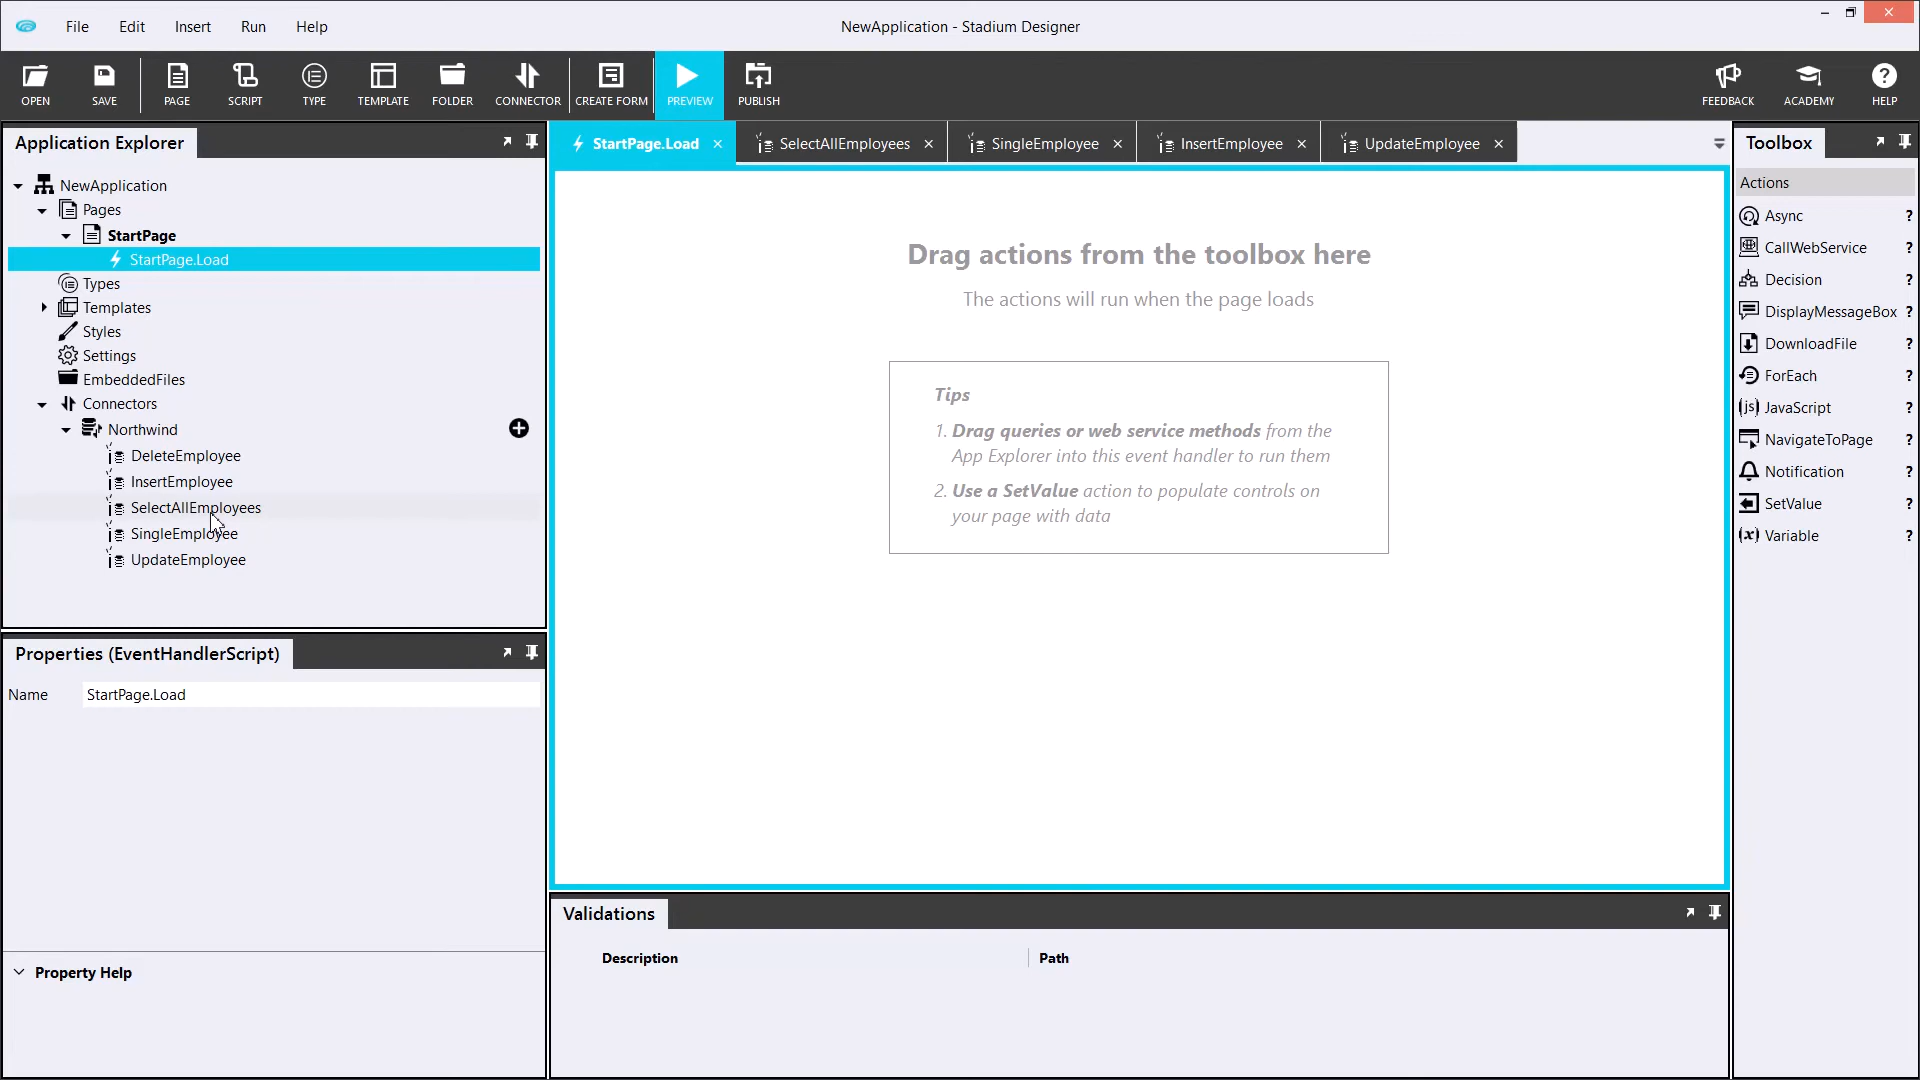 File Edit Insert Run Help
NewApplication - Stadium Designer
OPEN SAVE PAGE SCRIPT TYPE TEMPLATE FOLDER CONNECTOR CREATE FORM PREVIEW PUBLISH FEEDBACK ACADEMY HELP
Application Explorer
NewApplication
Pages
StartPage
StartPage.Load
Types
Templates
Styles
Settings
EmbeddedFiles
Connectors
Northwind
DeleteEmployee
InsertEmployee
SelectAllEmployees
SingleEmployee
UpdateEmployee
Properties (EventHandlerScript)
Name StartPage.Load
Property Help
StartPage.Load SelectAllEmployees SingleEmployee InsertEmployee UpdateEmployee
Drag actions from the toolbox here
The actions will run when the page loads
Tips
1. Drag queries or web service methods from the
App Explorer into this event handler to run them
2. Use a SetValue action to populate controls on
your page with data
Validations
Description Path
Toolbox
Actions
Async ?
CallWebService ?
Decision ?
DisplayMessageBox ?
DownloadFile ?
ForEach ?
JavaScript ?
NavigateToPage ?
Notification ?
SetValue ?
Variable ?